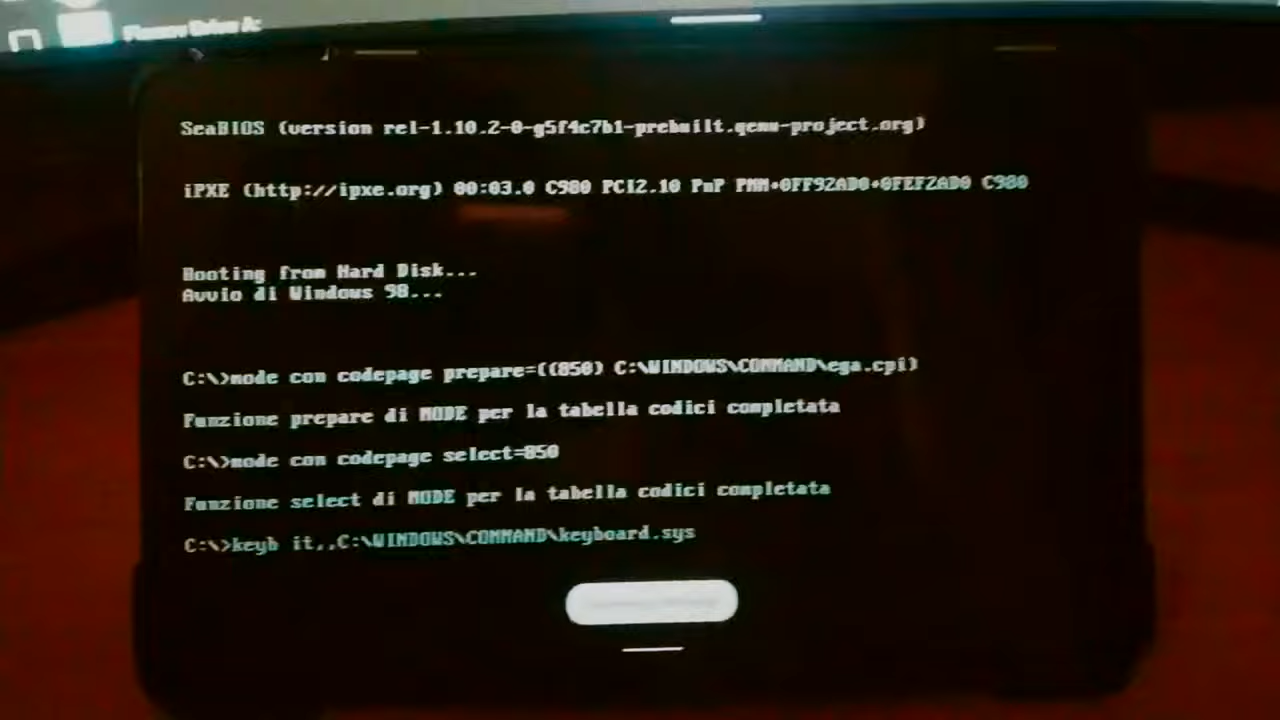 Floppy Drive A:
SeaBIOS (version rel-1.10.2-0-g5f4c7b1-prebuilt.qemu-project.org)
iPXE (http://ipxe.org) 00:03.0 C980 PCI2.10 PnP PMM+0FF92AD0+0FEF2AD0 C980
Booting from Hard Disk...
Avvio di Windows 98...
C:\>mode con codepage prepare=((850) C:\WINDOWS\COMMAND\ega.cpi)
Funzione prepare di MODE per la tabella codici completata
C:\>mode con codepage select=850
Funzione select di MODE per la tabella codici completata
C:\>keyb it,,C:\WINDOWS\COMMAND\keyboard.sys